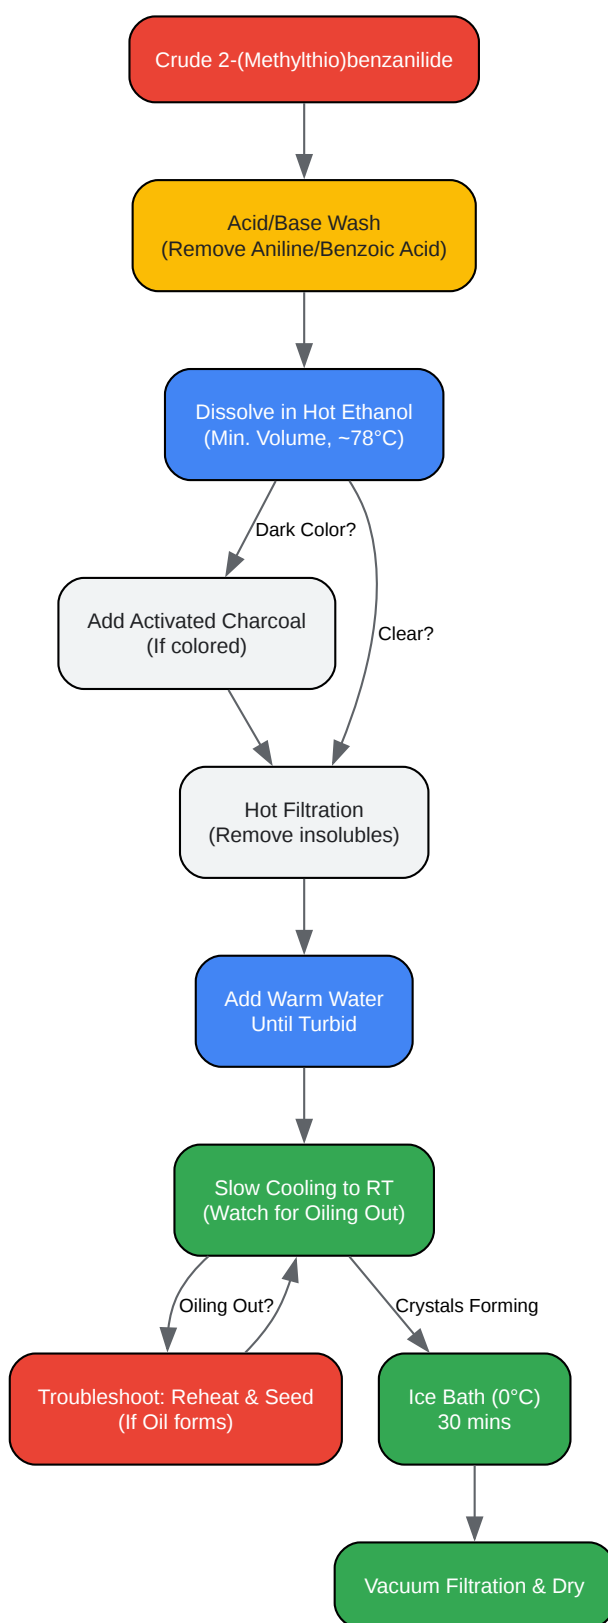 Crude 2-(Methylthio)benzanilide
Acid/Base Wash
(Remove Aniline/Benzoic Acid)
Dissolve in Hot Ethanol
(Min. Volume, ~78°C)
Dark Color?
Add Activated Charcoal
(If colored)
Clear?
Hot Filtration
(Remove insolubles)
Add Warm Water
Until Turbid
Slow Cooling to RT
(Watch for Oiling Out)
Oiling Out?
Crystals Forming
Troubleshoot: Reheat & Seed
(If Oil forms)
Ice Bath (0°C)
30 mins
Vacuum Filtration & Dry